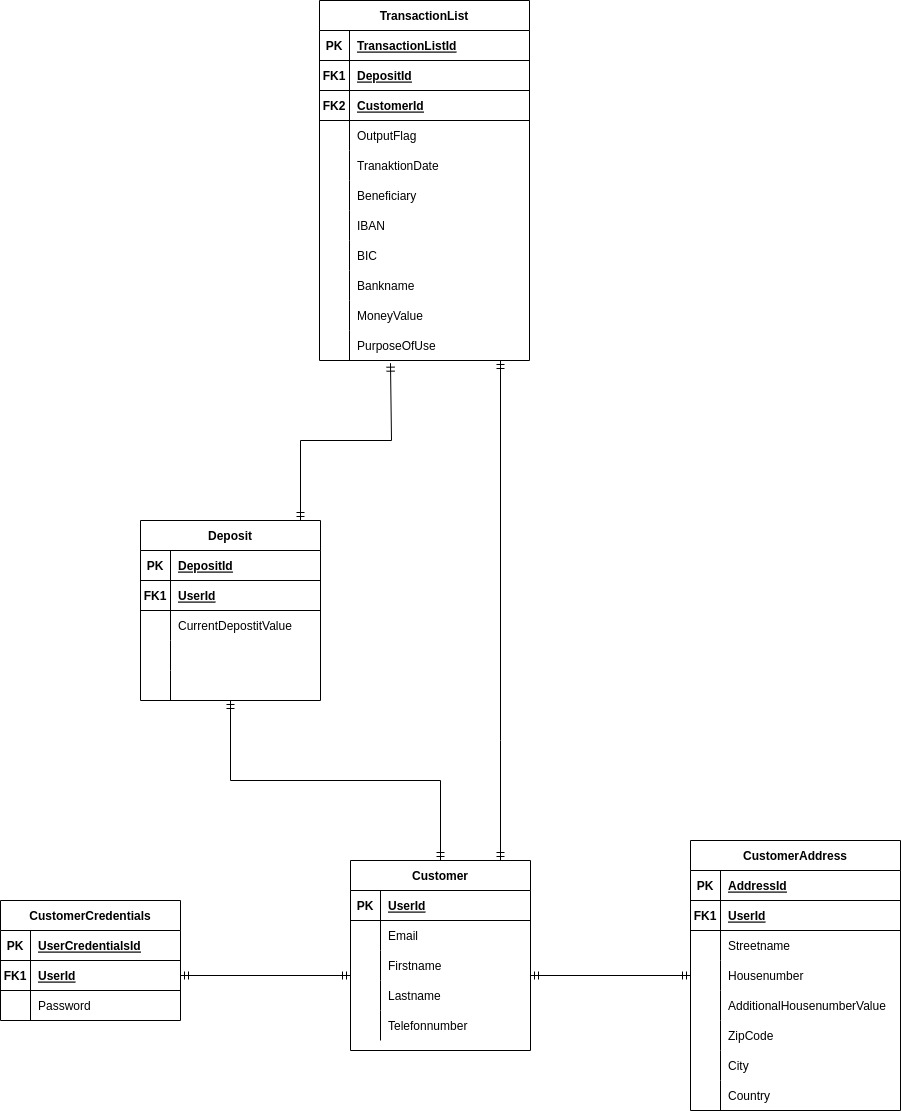 TransactionList
PK TransactionListId
FK1 DepositId
FK2 CustomerId
OutputFlag
TranaktionDate
Beneficiary
IBAN
BIC
Bankname
MoneyValue
PurposeOfUse
Deposit
PK DepositId
FK1 UserId
CurrentDepostitValue
CustomerCredentials
PK UserCredentialsId
FK1 UserId
Password
Customer
PK UserId
Email
Firstname
Lastname
Telefonnumber
CustomerAddress
PK AddressId
FK1 UserId
Streetname
Housenumber
AdditionalHousenumberValue
ZipCode
City
Country